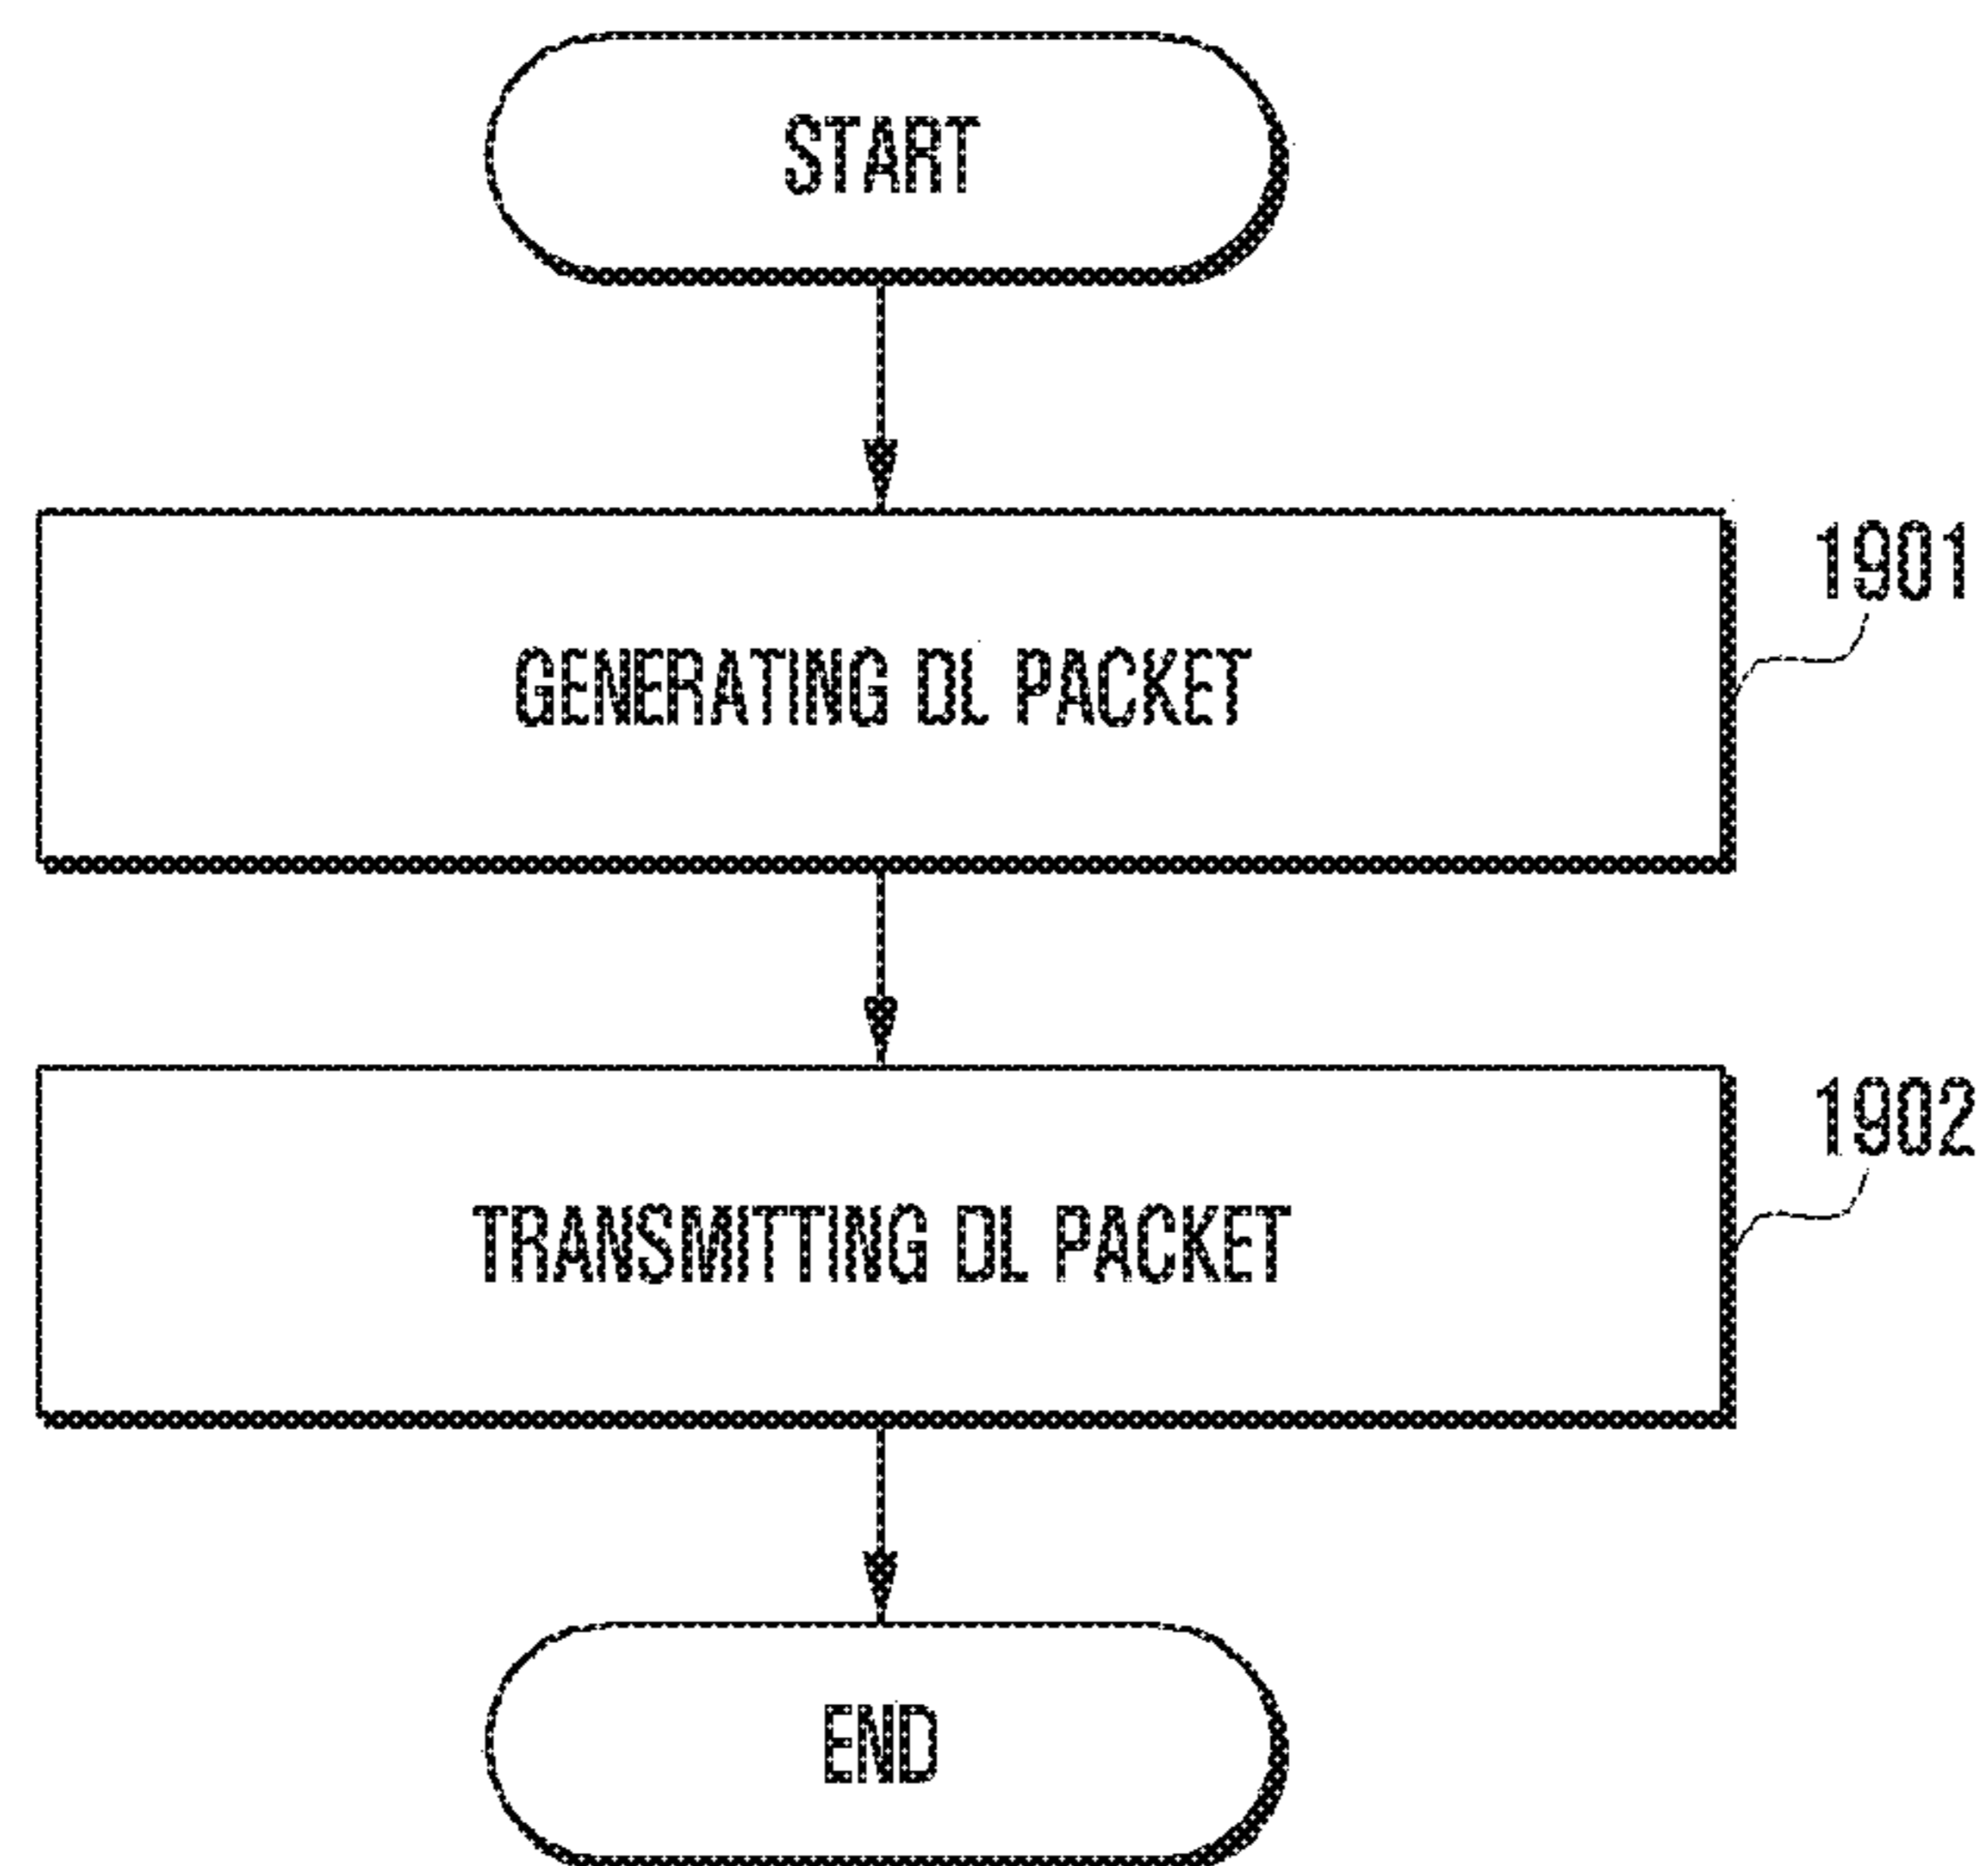 START
1901
GENERATING DL PACKET
1902
TRANSMITTING DL PACKET
END